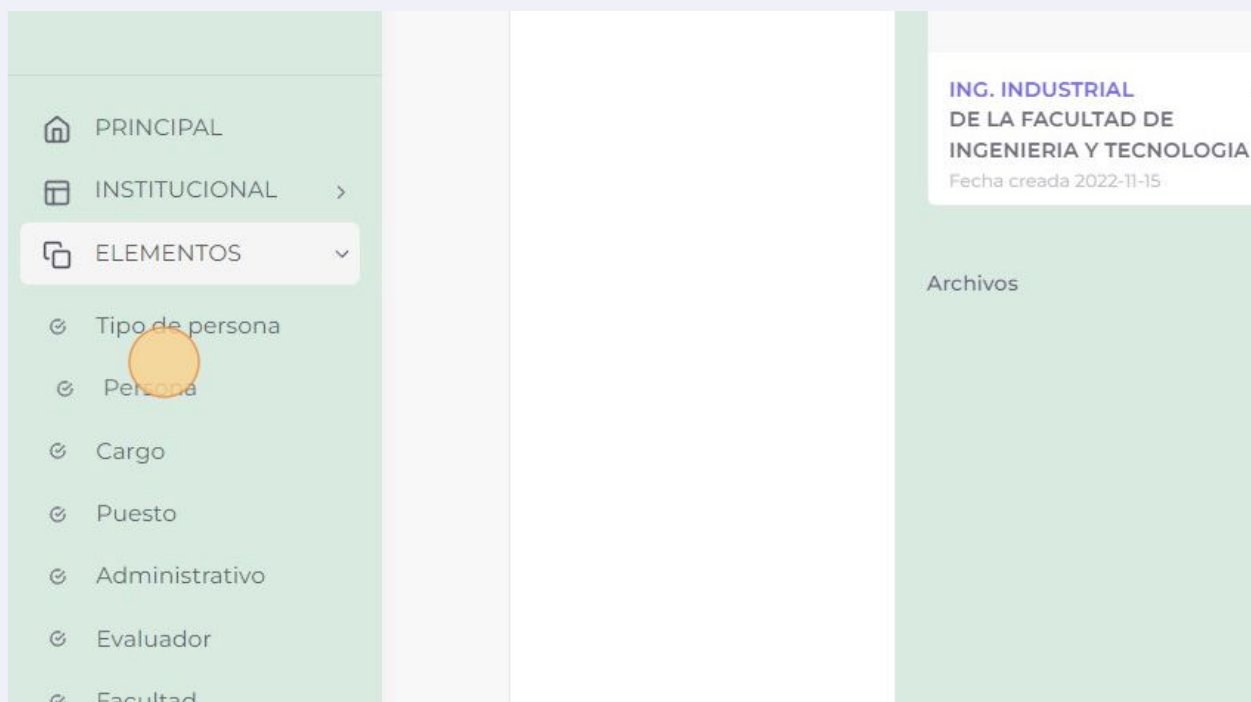 PRINCIPAL
INSTITUCIONAL
ELEMENTOS
Tipo de persona
Persona
Cargo
Puesto
Administrativo
Evaluador
Facultad
ING. INDUSTRIAL
DE LA FACULTAD DE
INGENIERIA Y TECNOLOGIA
Fecha creada 2022-11-15
Archivos